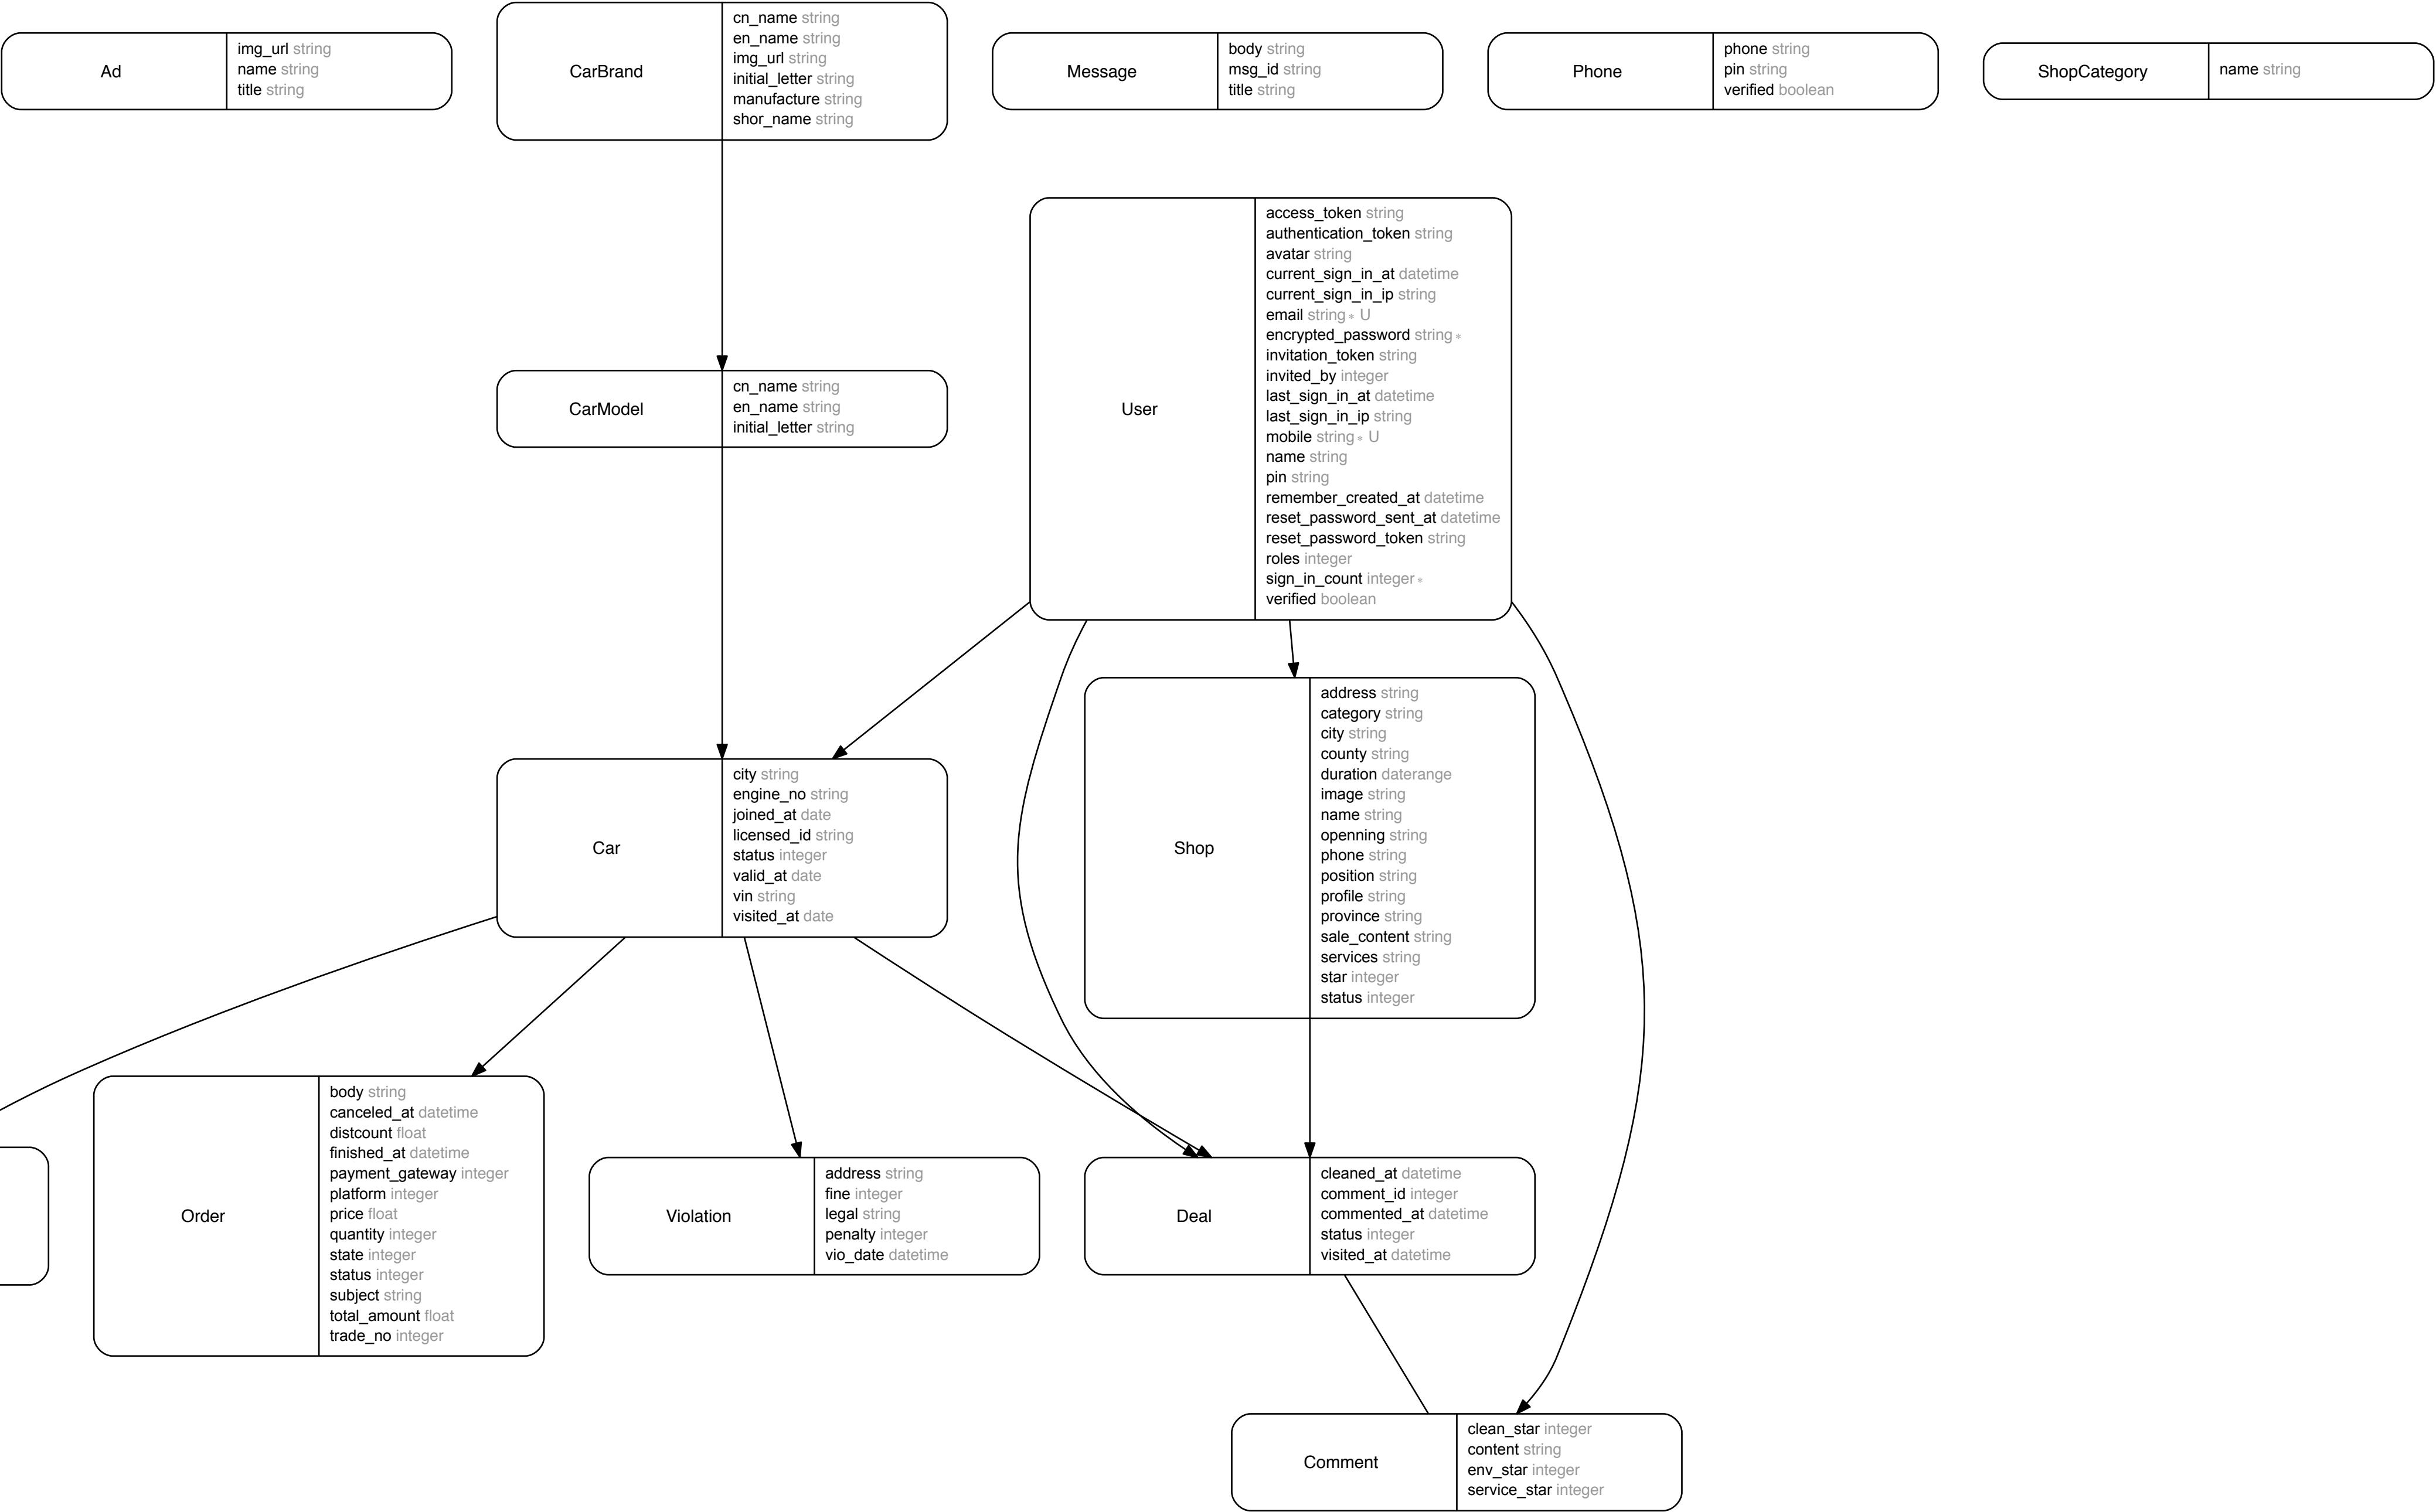 Ad
img_url string
name string
title string
CarBrand
cn_name string
en_name string
img_url string
initial_letter string
manufacture string
shor_name string
Message
body string
msg_id string
title string
Phone
phone string
pin string
verified boolean
ShopCategory
name string
User
access_token string
authentication_token string
avatar string
current_sign_in_at datetime
current_sign_in_ip string
email string * U
encrypted_password string *
invitation_token string
invited_by integer
last_sign_in_at datetime
last_sign_in_ip string
mobile string * U
name string
pin string
remember_created_at datetime
reset_password_sent_at datetime
reset_password_token string
roles integer
sign_in_count integer *
verified boolean
CarModel
cn_name string
en_name string
initial_letter string
Car
city string
engine_no string
joined_at date
licensed_id string
status integer
valid_at date
vin string
visited_at date
Shop
address string
category string
city string
county string
duration daterange
image string
name string
openning string
phone string
position string
profile string
province string
sale_content string
services string
star integer
status integer
Order
body string
canceled_at datetime
distcount float
finished_at datetime
payment_gateway integer
platform integer
price float
quantity integer
state integer
status integer
subject string
total_amount float
trade_no integer
Violation
address string
fine integer
legal string
penalty integer
vio_date datetime
Deal
cleaned_at datetime
comment_id integer
commented_at datetime
status integer
visited_at datetime
Comment
clean_star integer
content string
env_star integer
service_star integer